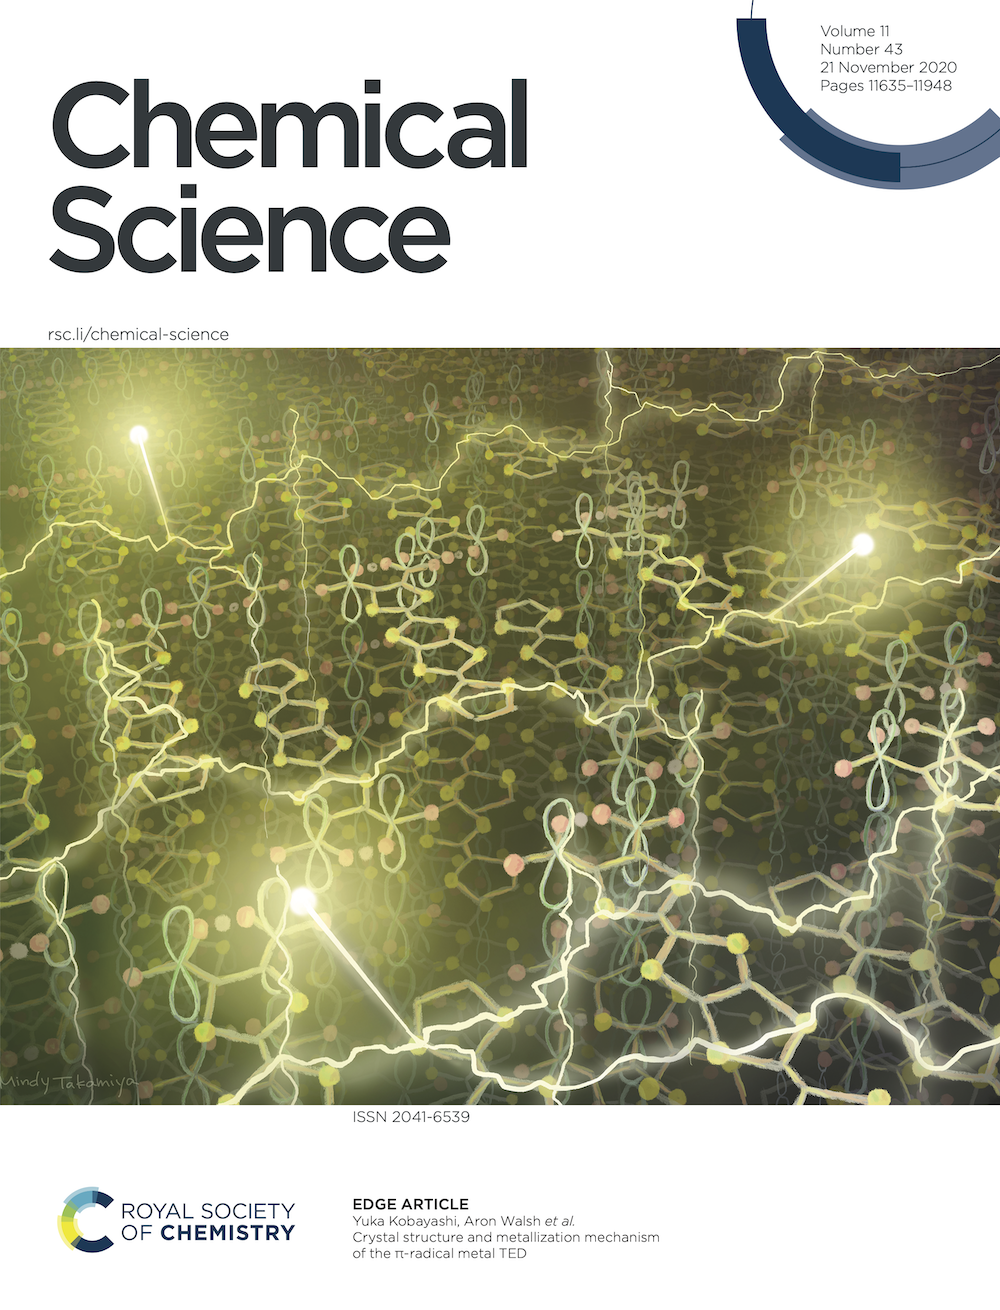 Volume 11
Number 43
21 November 2020
Pages 11635–11948
Chemical
Science
rsc.li/chemical-science
Mindy Takamiya
ISSN 2041-6539
ROYAL SOCIETY
OF CHEMISTRY
EDGE ARTICLE
Yuka Kobayashi, Aron Walsh et al.
Crystal structure and metallization mechanism
of the π-radical metal TED